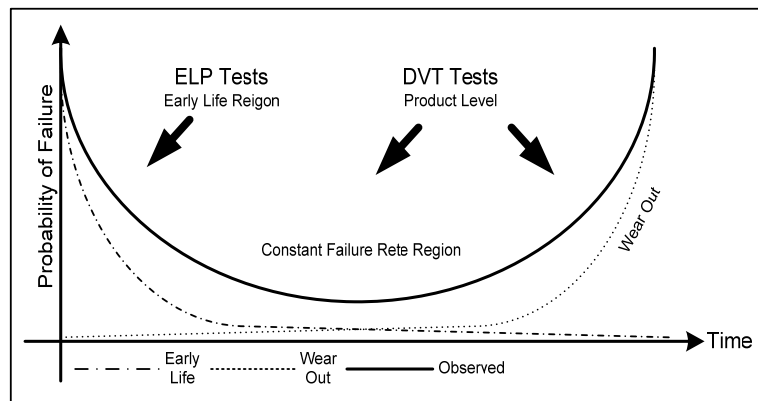 ELP Tests
Early Life Reigon
DVT Tests
Product Level
Probability of Failure
Constant Failure Rete Region
Wear Out
Time
Early
Life
Wear
Out
Observed